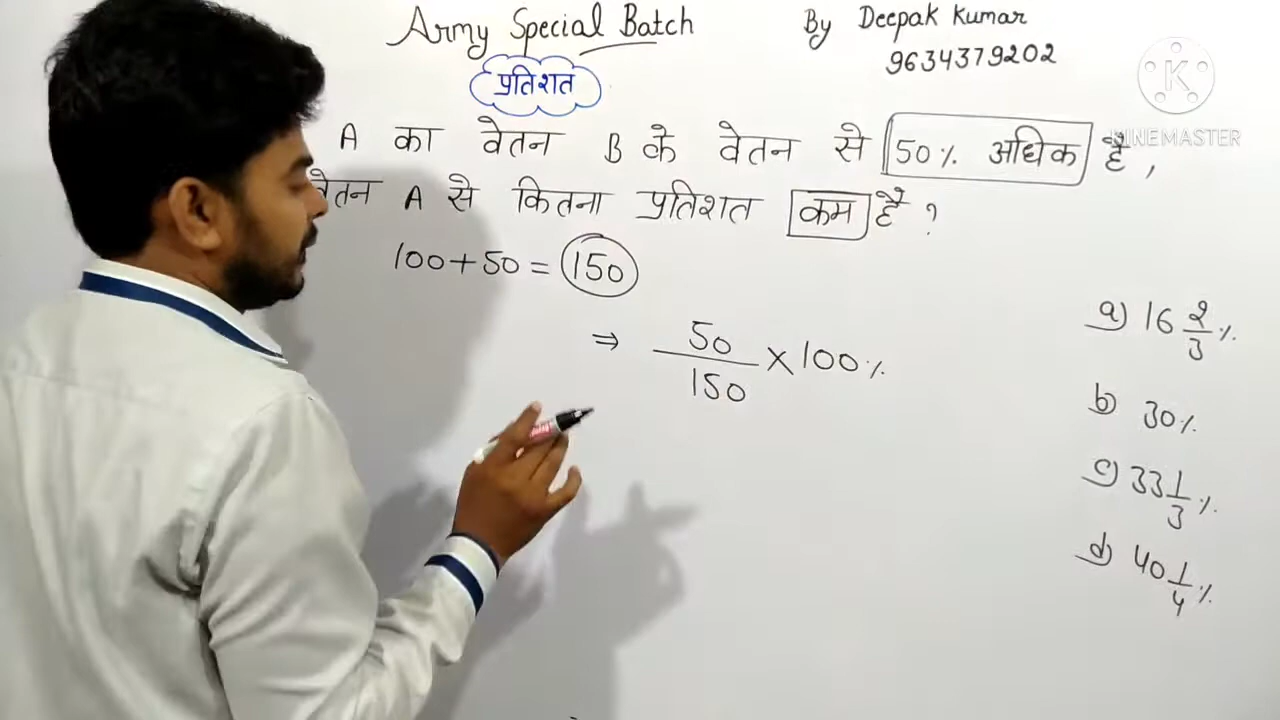 Army Special Batch
By Deepak Kumar
9634379202
प्रतिशत
A का वेतन B के वेतन से 50% अधिक है,
वेतन A से कितना प्रतिशत कम है ?
100+50 = 150
⇒ 50/150 × 100%
a) 16 2/3 %
b) 30%
c) 33 1/3 %
d) 40 1/4 %
K
KINEMASTER